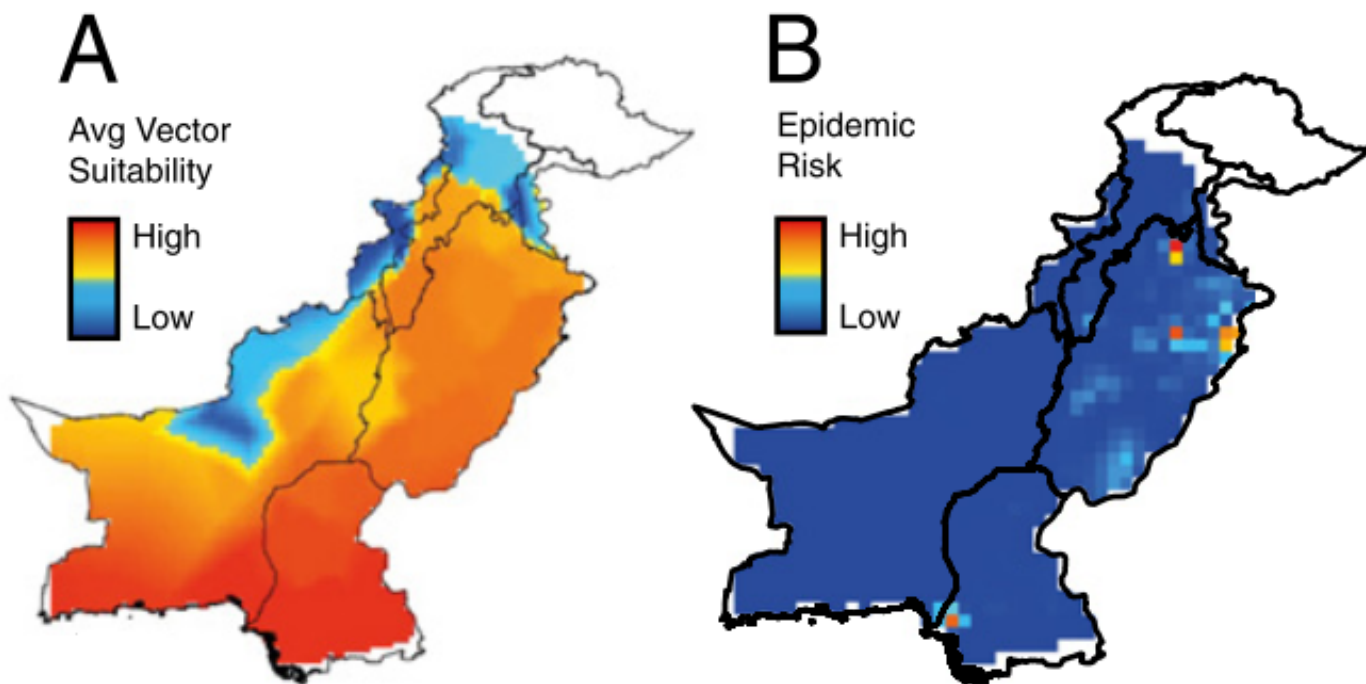 A
Avg Vector
Suitability
High
Low
B
Epidemic
Risk
High
Low